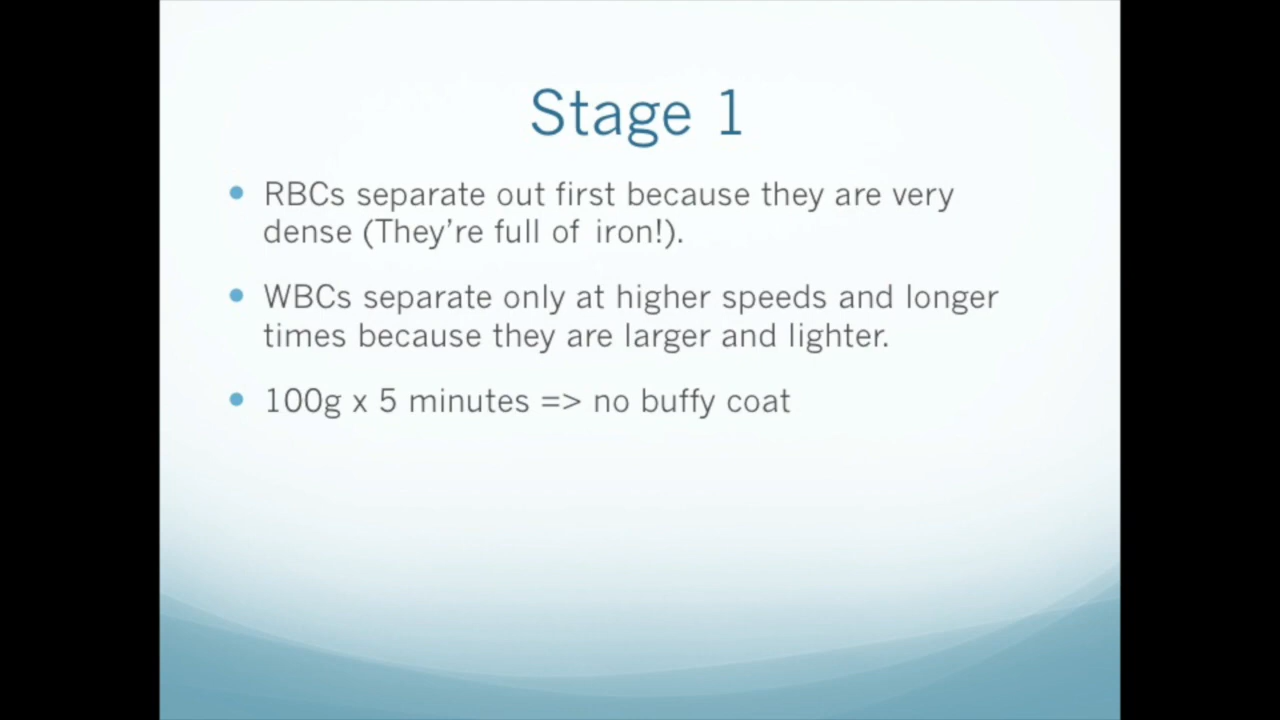 Stage 1
• RBCs separate out first because they are very
dense (They're full of iron!).
• WBCs separate only at higher speeds and longer
times because they are larger and lighter.
• 100g x 5 minutes => no buffy coat